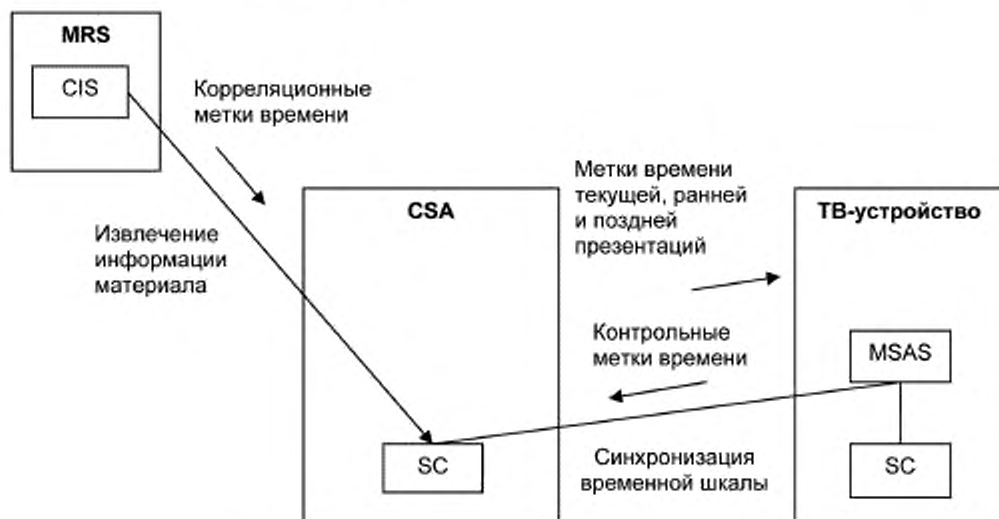 MRS
CIS
Корреляционные
метки времени
Извлечение
информации
материала
CSA
SC
Метки времени
текущей, ранней
и поздней
презентаций
Контрольные
метки времени
Синхронизация
временной шкалы
ТВ-устройство
MSAS
SC